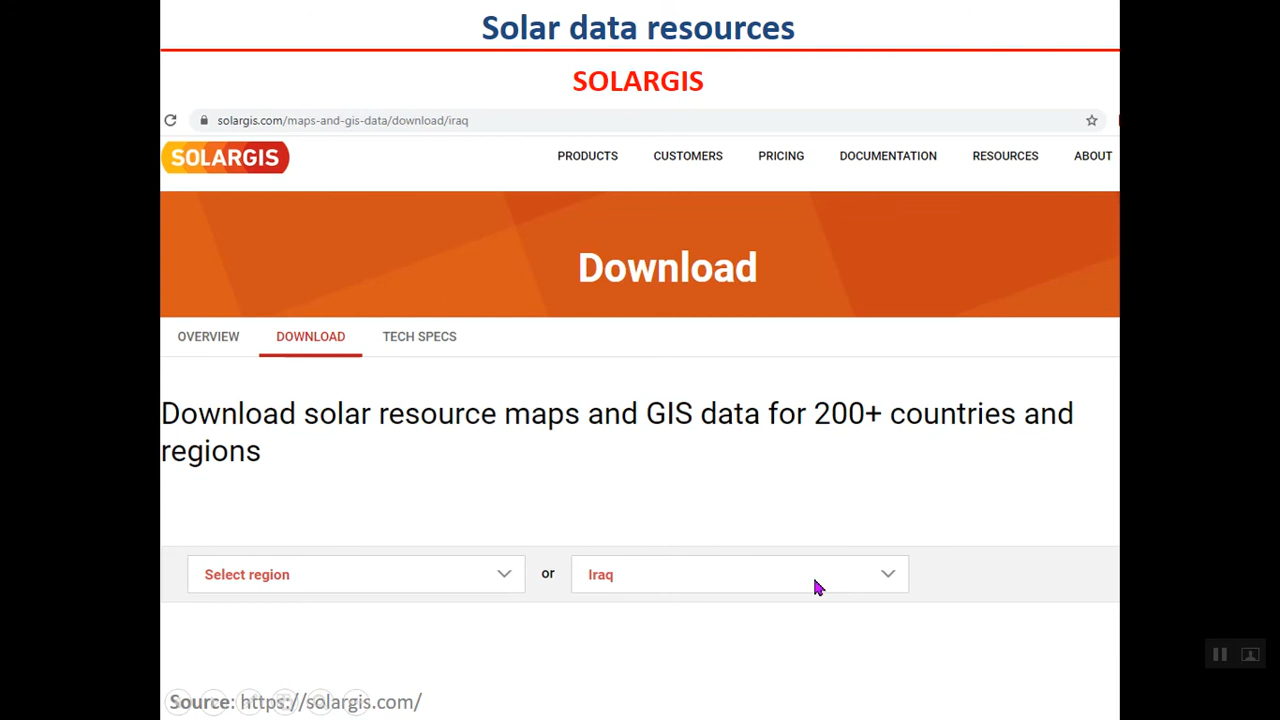 Solar data resources
SOLARGIS
solargis.com/maps-and-gis-data/download/iraq
SOLARGIS PRODUCTS CUSTOMERS PRICING DOCUMENTATION RESOURCES ABOUT
Download
OVERVIEW DOWNLOAD TECH SPECS
Download solar resource maps and GIS data for 200+ countries and
regions
Select region or Iraq
Source: https://solargis.com/